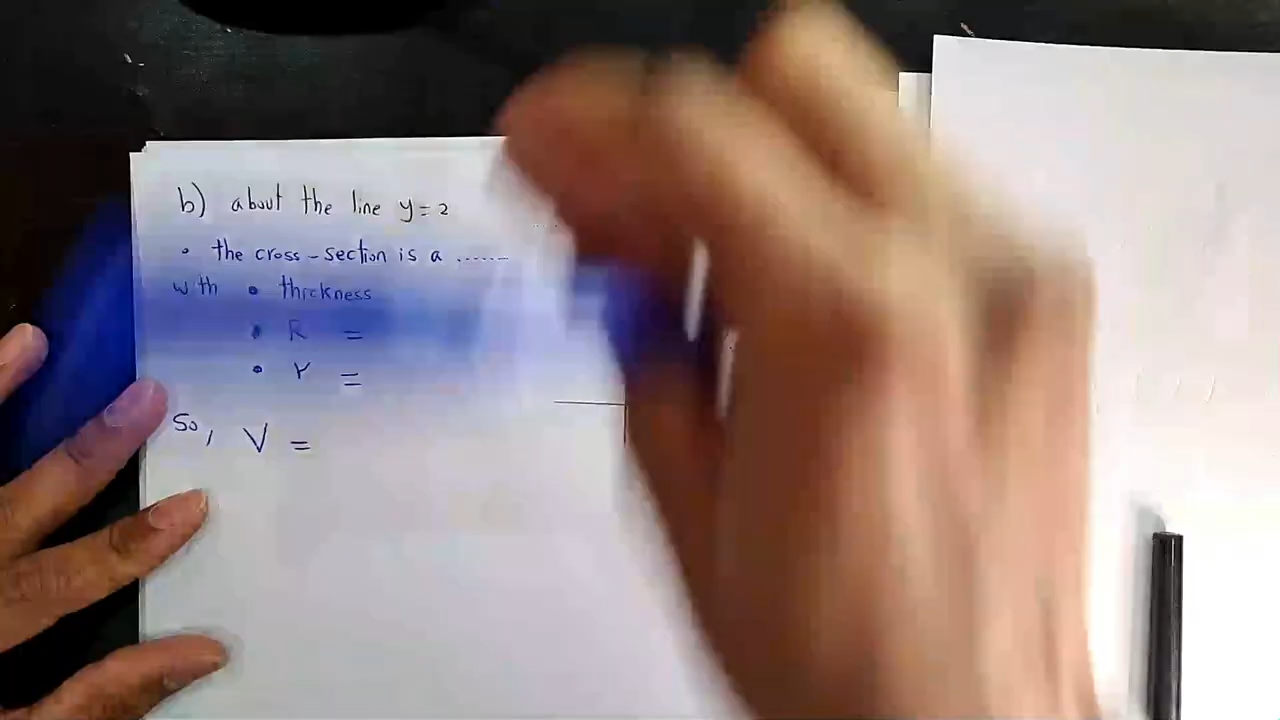 b) about the line y = 2
• the cross-section is a .......
with • thickness
• R =
• r =
So, V =